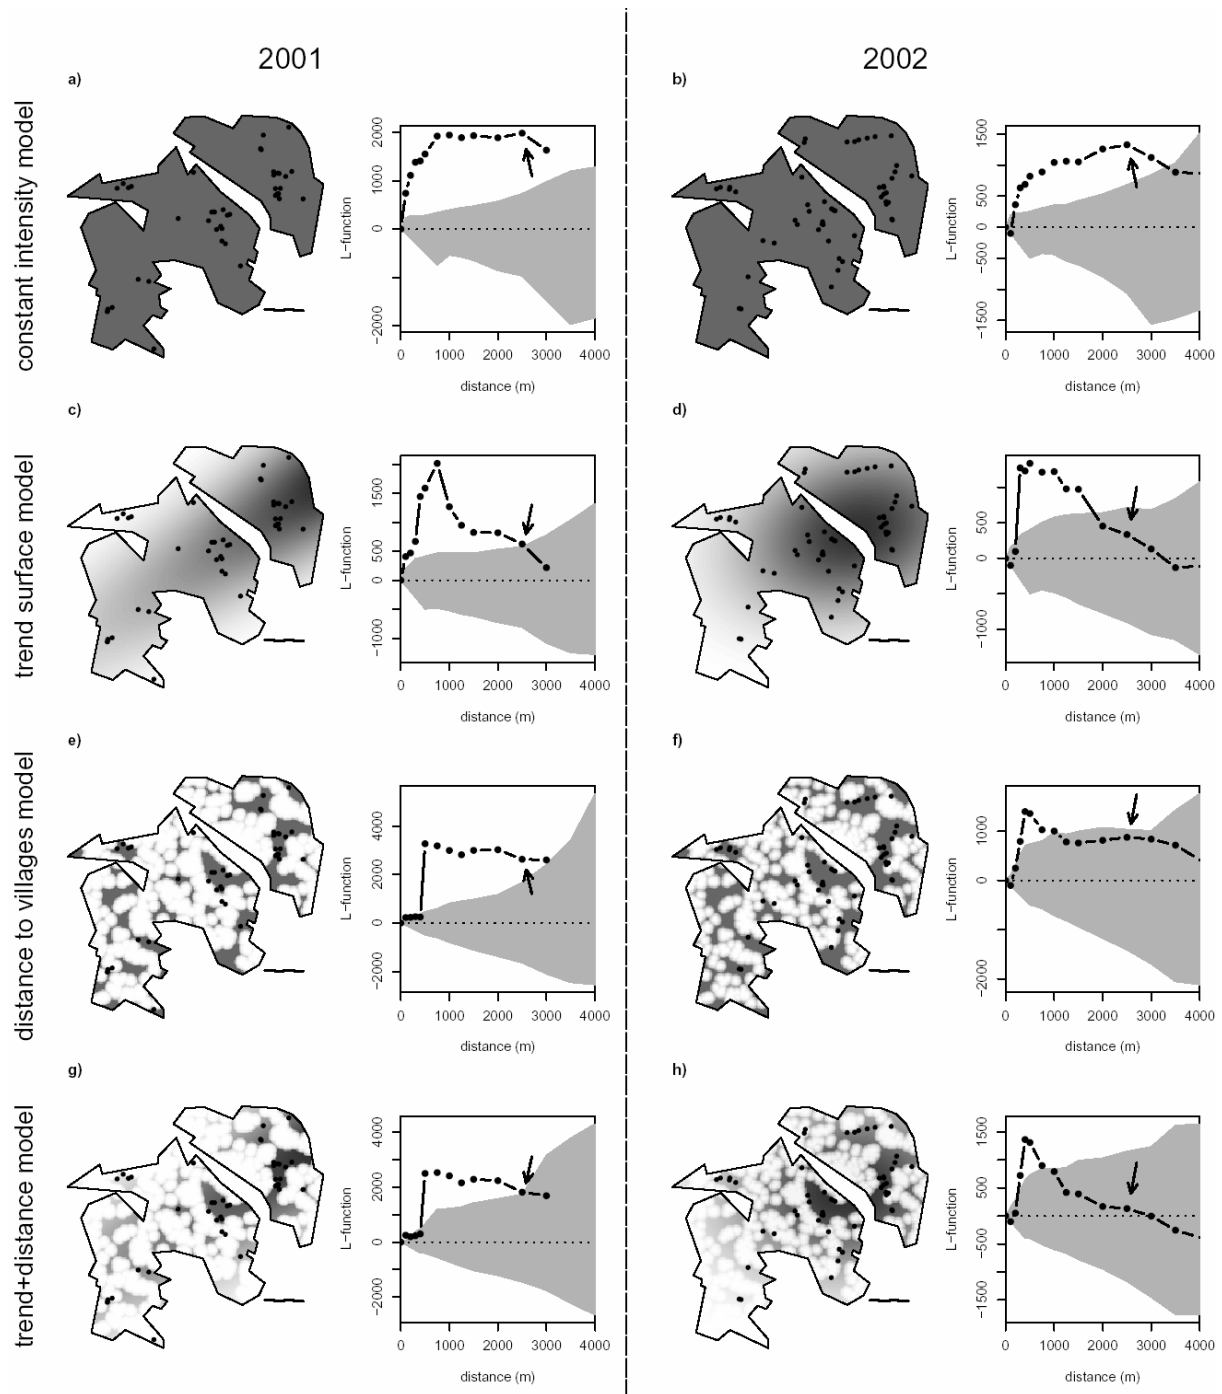 2001
2002
constant intensity model
a)
L-function
2000
1000
0
-2000
0 1000 2000 3000 4000
distance (m)
b)
L-function
1500
500
0
-500
-1500
0 1000 2000 3000 4000
distance (m)
trend surface model
c)
L-function
1500
500
0
-1000
0 1000 2000 3000 4000
distance (m)
d)
L-function
500
0
-1000
0 1000 2000 3000 4000
distance (m)
distance to villages model
e)
L-function
4000
2000
0
-2000
0 1000 2000 3000 4000
distance (m)
f)
L-function
1000
0
-2000
0 1000 2000 3000 4000
distance (m)
trend+distance model
g)
L-function
4000
2000
0
-2000
0 1000 2000 3000 4000
distance (m)
h)
L-function
1500
500
-500
-1500
0 1000 2000 3000 4000
distance (m)